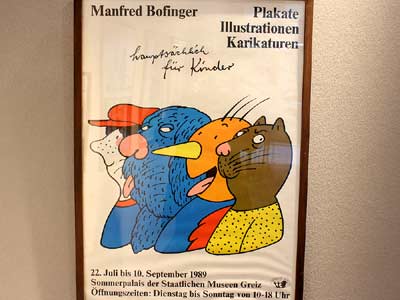 Manfred Bofinger
Plakate
Illustrationen
Karikaturen
hauptsächlich
für Kinder
22. Juli bis 10. September 1989
Sommerpalais der Staatlichen Museen Greiz
Öffnungszeiten: Dienstag bis Sonntag von 10-18 Uhr